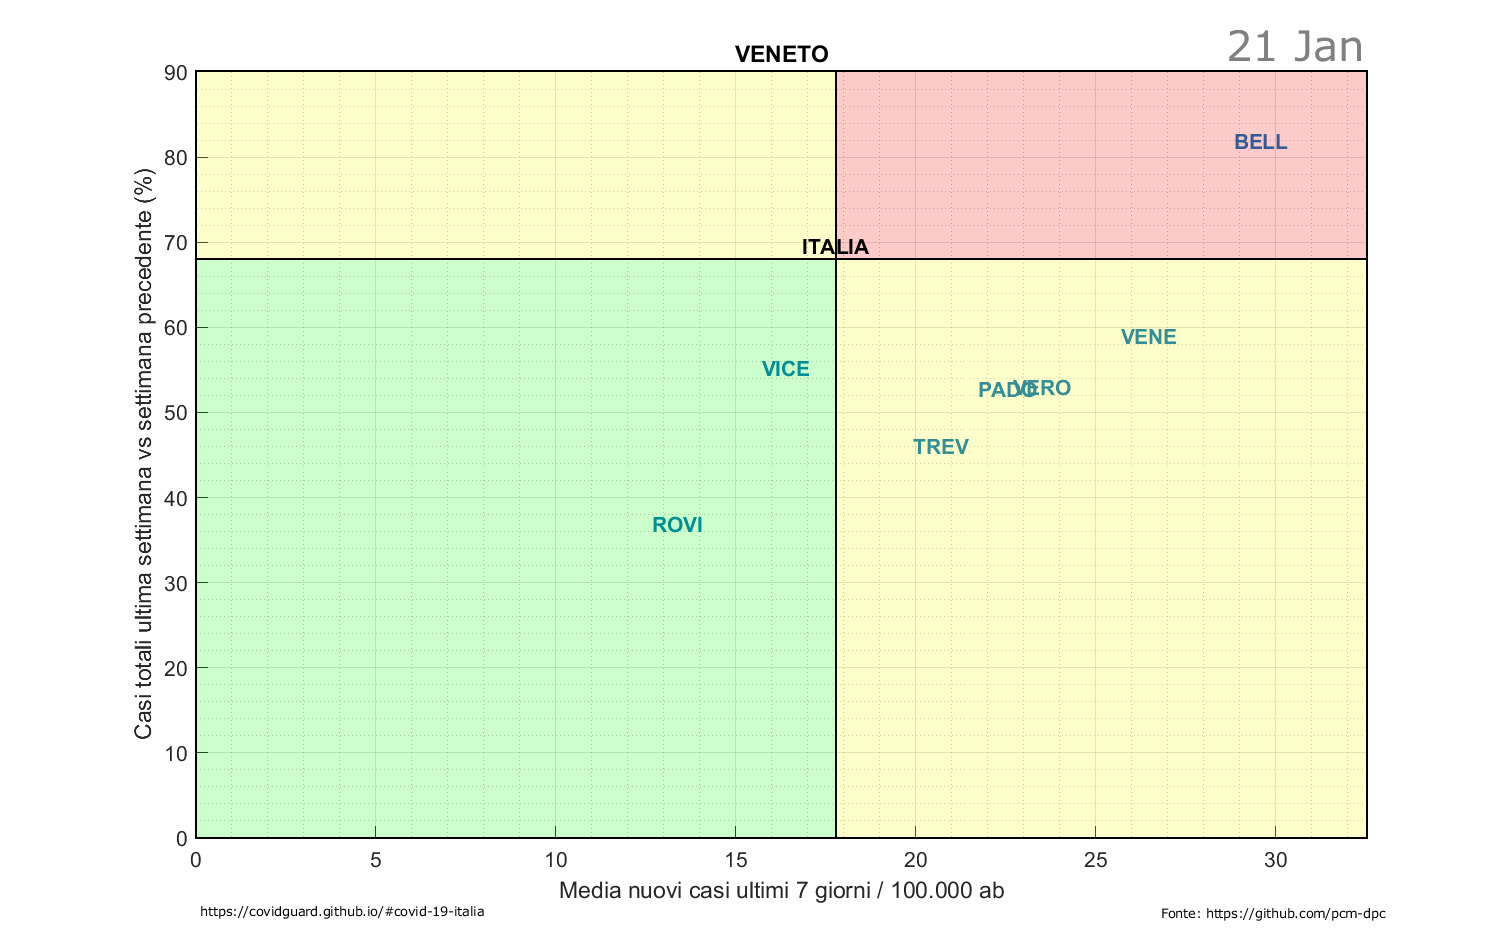 VENETO
21 Jan
90
80
70
60
50
40
30
20
10
0
Casi totali ultima settimana vs settimana precedente (%)
BELL
ITALIA
VENE
VICE
PADO
VERO
TREV
ROVI
0 5 10 15 20 25 30
Media nuovi casi ultimi 7 giorni / 100.000 ab
https://covidguard.github.io/#covid-19-italia
Fonte: https://github.com/pcm-dpc